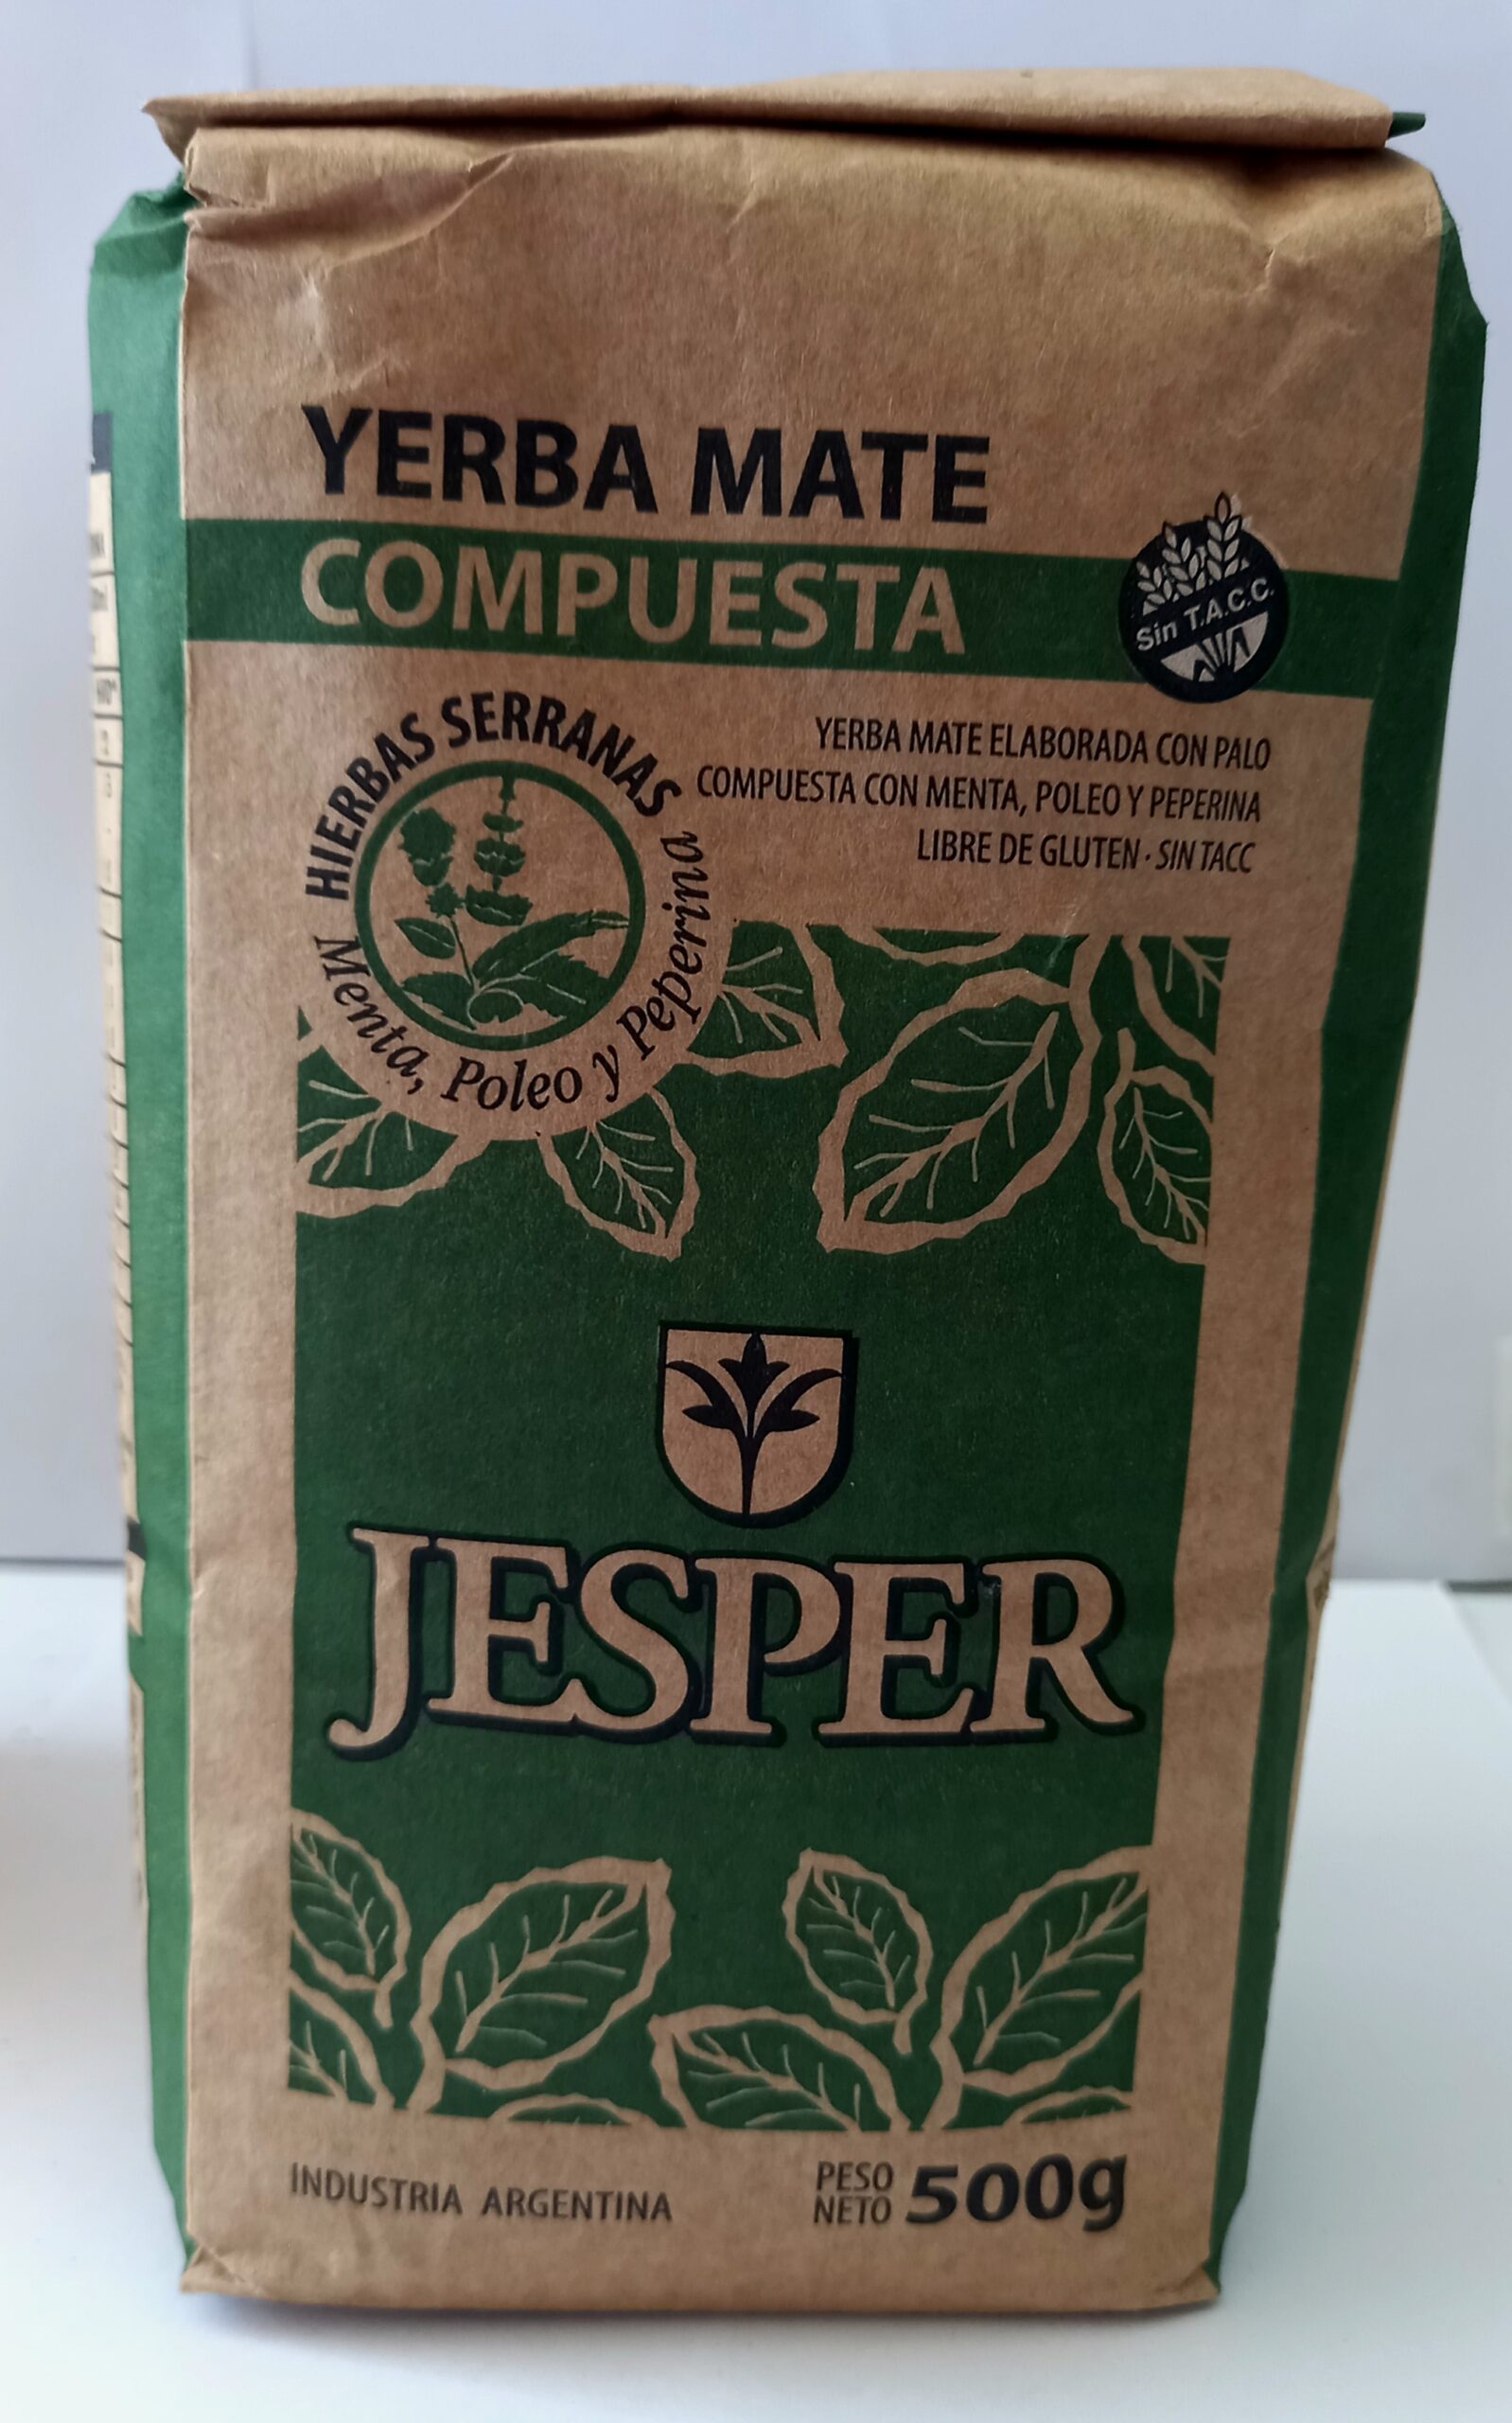 YERBA MATE
COMPUESTA
Sin T.A.C.C.
HIERBAS SERRANAS
Menta, Poleo y Peperina
YERBA MATE ELABORADA CON PALO
COMPUESTA CON MENTA, POLEO Y PEPERINA
LIBRE DE GLUTEN · SIN TACC
JESPER
INDUSTRIA ARGENTINA
PESO
NETO 500g